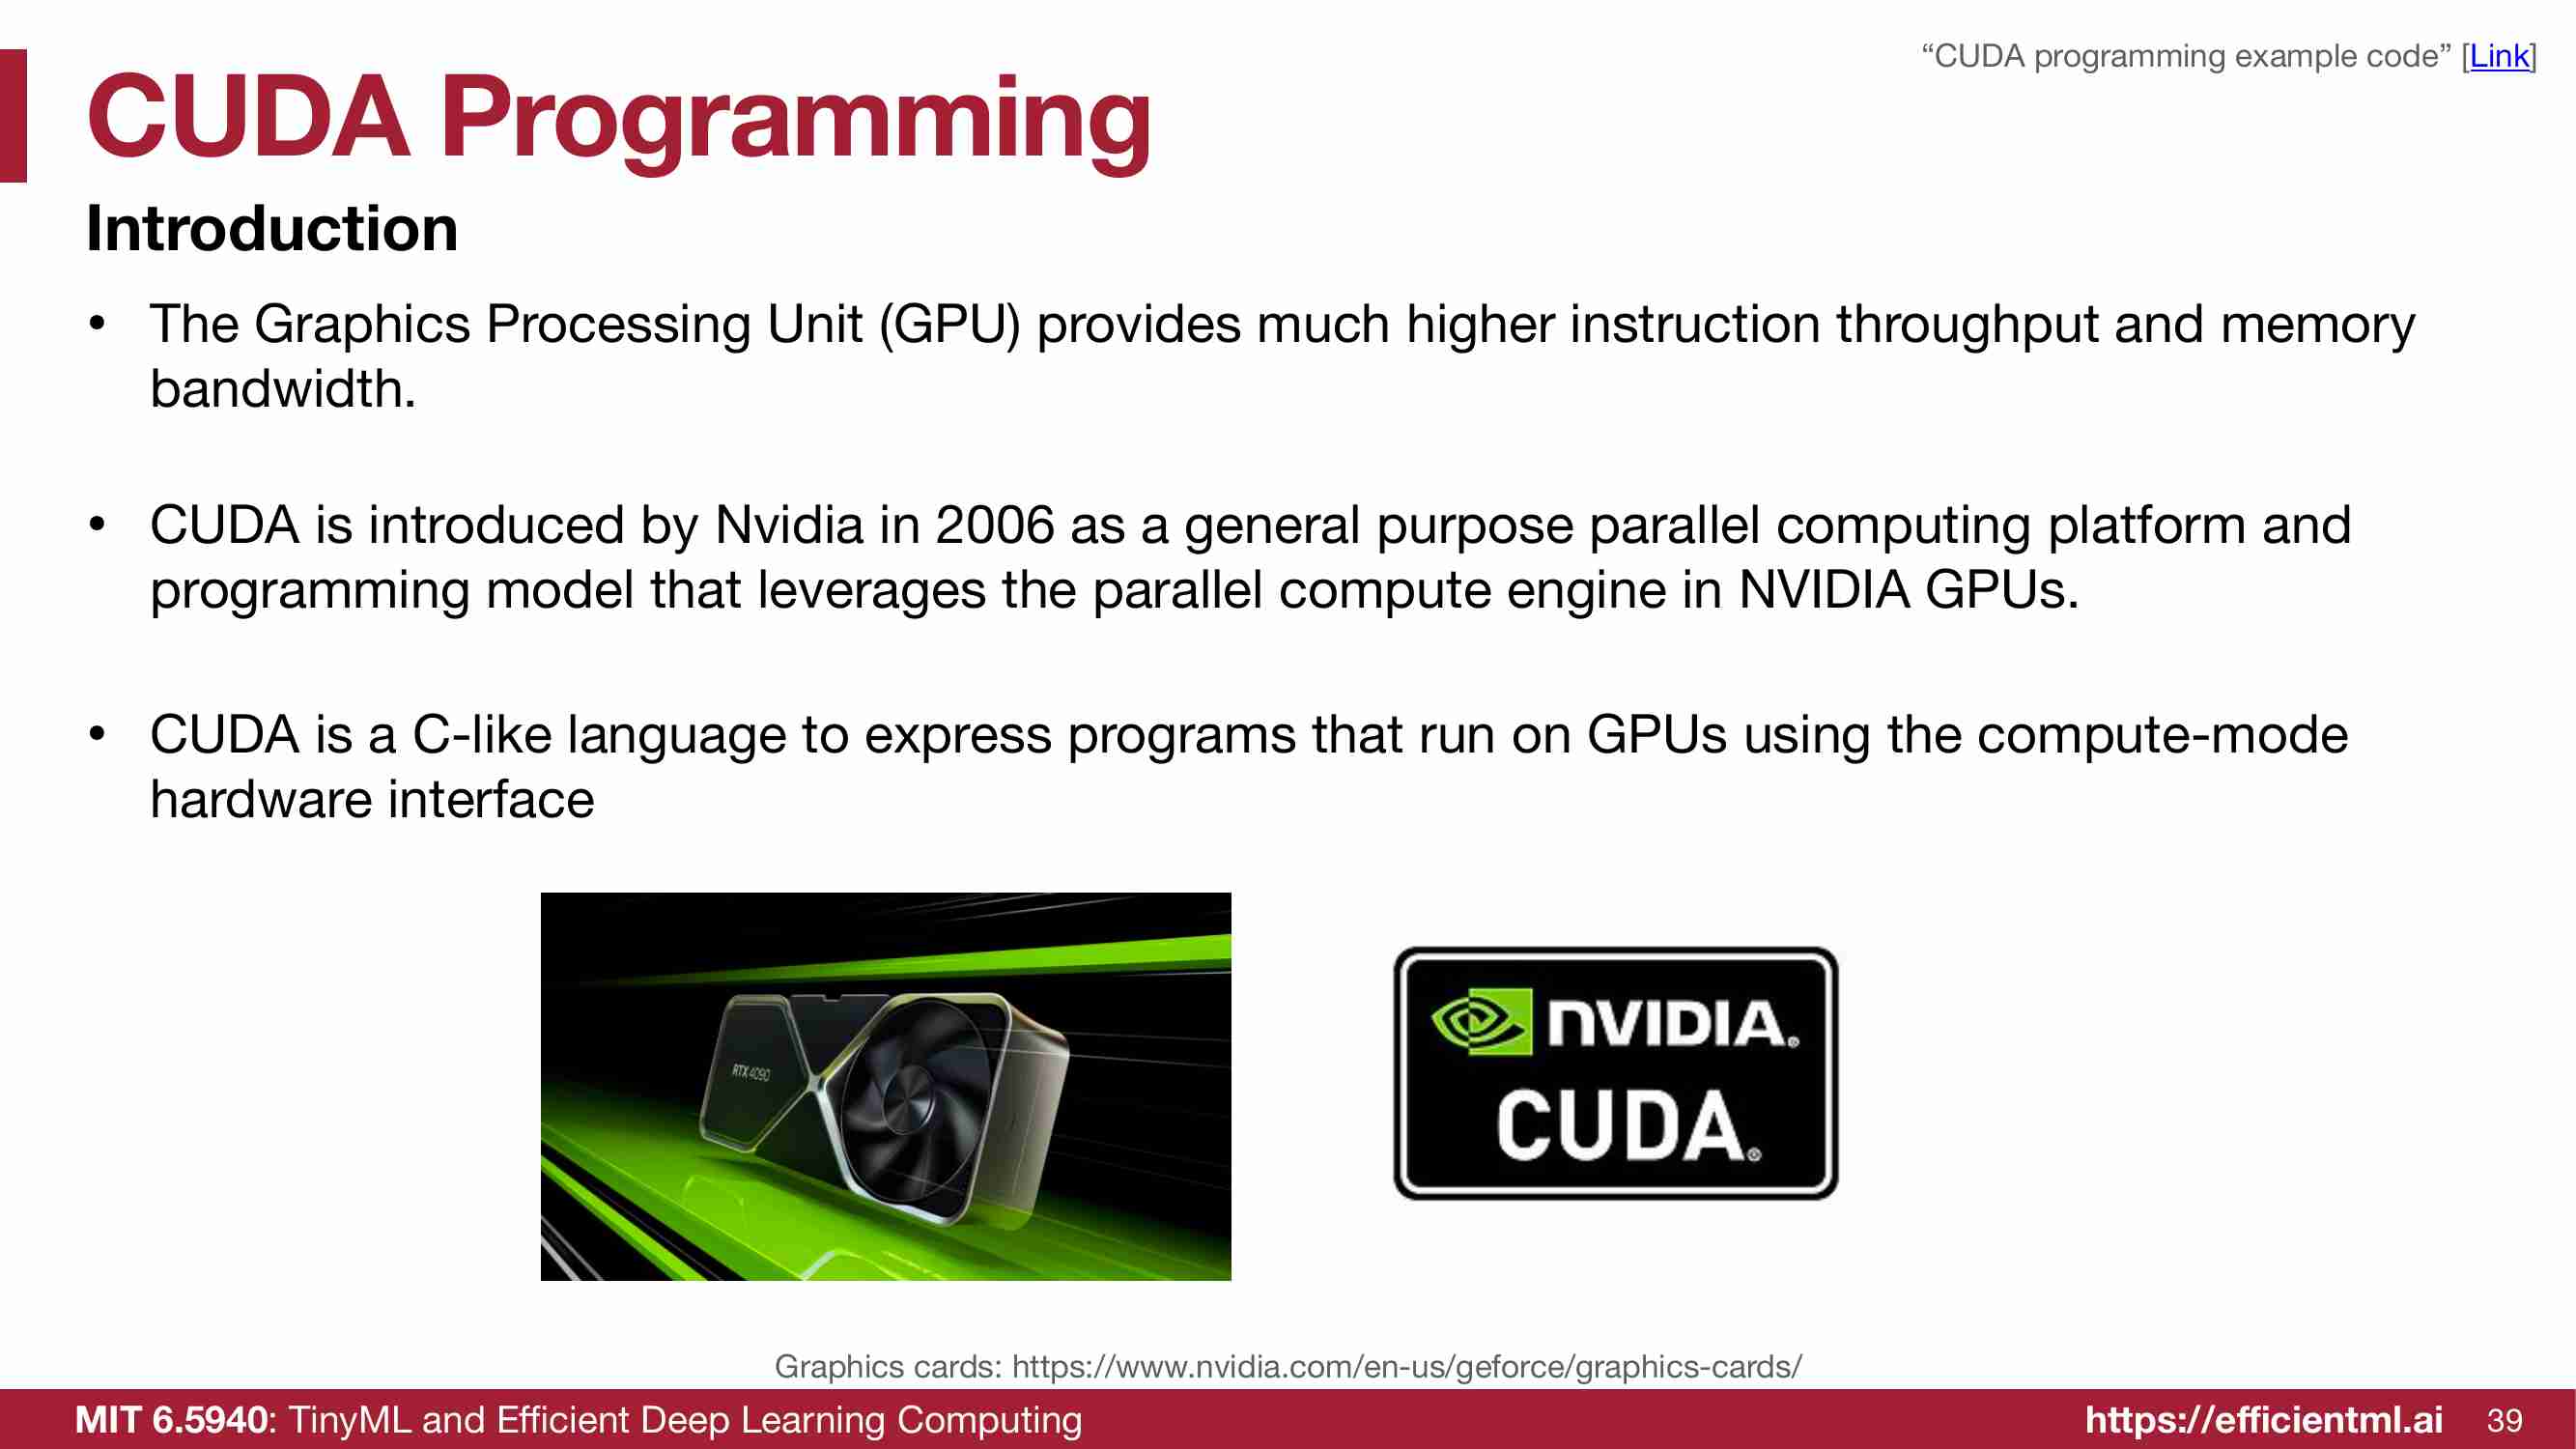 “CUDA programming example code” [Link]
CUDA Programming
Introduction
• The Graphics Processing Unit (GPU) provides much higher instruction throughput and memory
bandwidth.
• CUDA is introduced by Nvidia in 2006 as a general purpose parallel computing platform and
programming model that leverages the parallel compute engine in NVIDIA GPUs.
• CUDA is a C-like language to express programs that run on GPUs using the compute-mode
hardware interface
RTX 4090
NVIDIA®
CUDA®
Graphics cards: https://www.nvidia.com/en-us/geforce/graphics-cards/
MIT 6.5940: TinyML and Efficient Deep Learning Computing
https://efficientml.ai 39